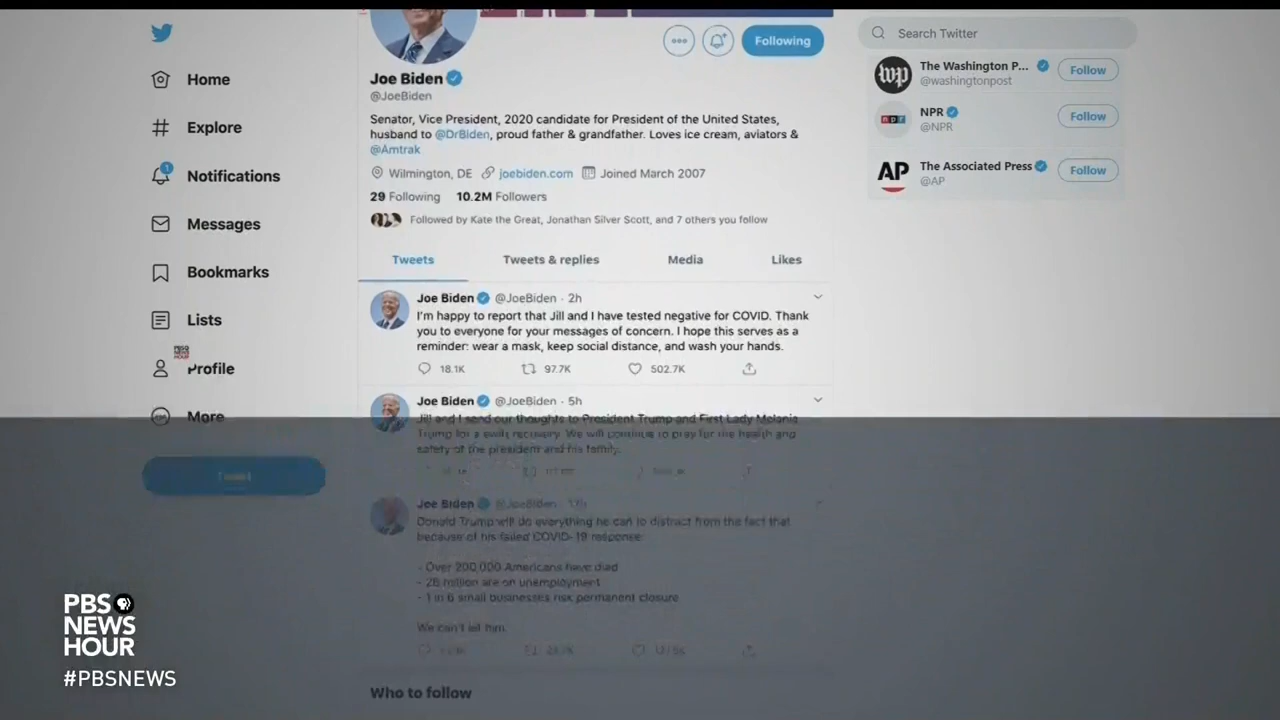 Following
Search Twitter
Joe Biden
@JoeBiden
Senator, Vice President, 2020 candidate for President of the United States,
husband to @DrBiden, proud father & grandfather. Loves ice cream, aviators &
@Amtrak
Wilmington, DE joebiden.com Joined March 2007
29 Following 10.2M Followers
Followed by Kate the Great, Jonathan Silver Scott, and 7 others you follow
Tweets Tweets & replies Media Likes
Joe Biden @JoeBiden · 2h
I'm happy to report that Jill and I have tested negative for COVID. Thank
you to everyone for your messages of concern. I hope this serves as a
reminder: wear a mask, keep social distance, and wash your hands.
18.1K 97.7K 502.7K
Joe Biden @JoeBiden · 5h
Jill and I send our thoughts to President Trump and First Lady Melania
Trump for a swift recovery. We will continue to pray for the health and
safety of the president and his family.
Joe Biden @JoeBiden · 17h
Donald Trump will do everything he can to distract from the fact that
because of his failed COVID-19 response:
- Over 200,000 Americans have died
- 26 million are on unemployment
- 1 in 6 small businesses risk permanent closure
We can't let him.
Who to follow
Home
Explore
1
Notifications
Messages
Bookmarks
Lists
PBS
NEWS
HOUR
Profile
More
Tweet
wp
The Washington P...
@washingtonpost
Follow
npr
NPR
@NPR
Follow
AP
The Associated Press
@AP
Follow
PBS
NEWS
HOUR
#PBSNEWS